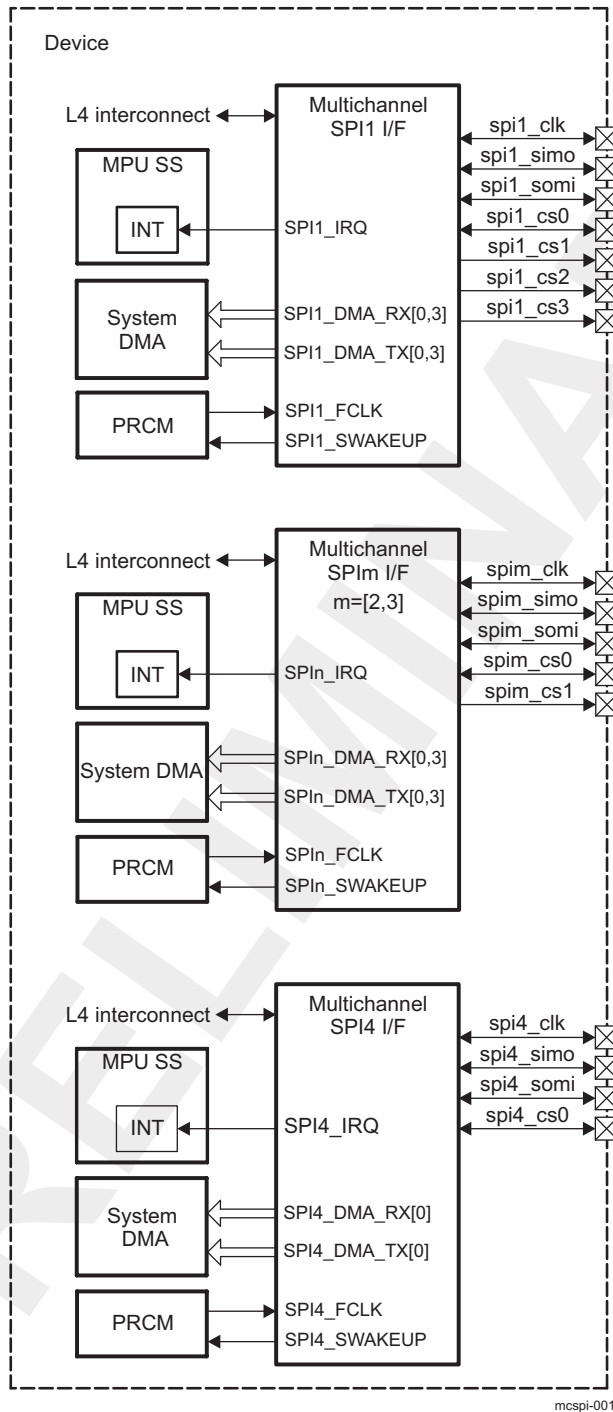 Device
L4 interconnect
Multichannel
SPI1 I/F
MPU SS
INT
SPI1_IRQ
System
DMA
SPI1_DMA_RX[0,3]
SPI1_DMA_TX[0,3]
PRCM
SPI1_FCLK
SPI1_SWAKEUP
spi1_clk
spi1_simo
spi1_somi
spi1_cs0
spi1_cs1
spi1_cs2
spi1_cs3
L4 interconnect
Multichannel
SPIm I/F
m=[2,3]
MPU SS
INT
SPIn_IRQ
System DMA
SPIn_DMA_RX[0,3]
SPIn_DMA_TX[0,3]
PRCM
SPIn_FCLK
SPIn_SWAKEUP
spim_clk
spim_simo
spim_somi
spim_cs0
spim_cs1
L4 interconnect
Multichannel
SPI4 I/F
MPU SS
INT
SPI4_IRQ
System
DMA
SPI4_DMA_RX[0]
SPI4_DMA_TX[0]
PRCM
SPI4_FCLK
SPI4_SWAKEUP
spi4_clk
spi4_simo
spi4_somi
spi4_cs0
mcspi-001